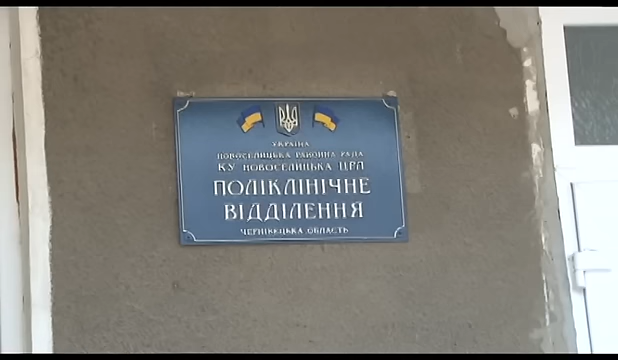 УКРАЇНА
НОВОСЕЛИЦЬКА РАЙОННА РАДА
КУ НОВОСЕЛИЦЬКА ЦРЛ
ПОЛІКЛІНІЧНЕ
ВІДДІЛЕННЯ
ЧЕРНІВЕЦЬКА ОБЛАСТЬ